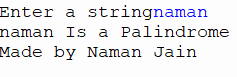 Enter a stringnaman
naman Is a Palindrome
Made by Naman Jain